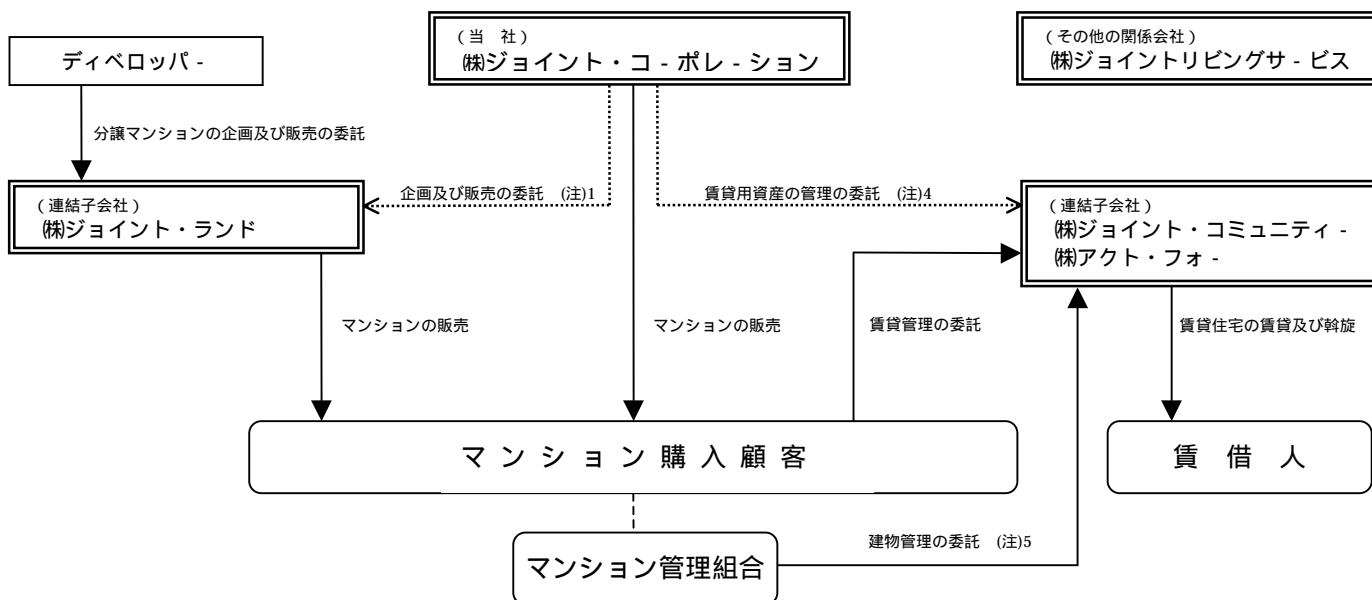 ディベロッパ-
(当 社)
㈱ジョイント・コ-ポレ-ション
(その他の関係会社)
㈱ジョイントリビングサ-ビス
分譲マンションの企画及び販売の委託
(連結子会社)
㈱ジョイント・ランド
企画及び販売の委託 (注)1
賃貸用資産の管理の委託 (注)4
(連結子会社)
㈱ジョイント・コミュニティ-
㈱アクト・フォ-
マンションの販売
マンションの販売
賃貸管理の委託
賃貸住宅の賃貸及び斡旋
マンション購入顧客
賃 借 人
マンション管理組合
建物管理の委託 (注)5